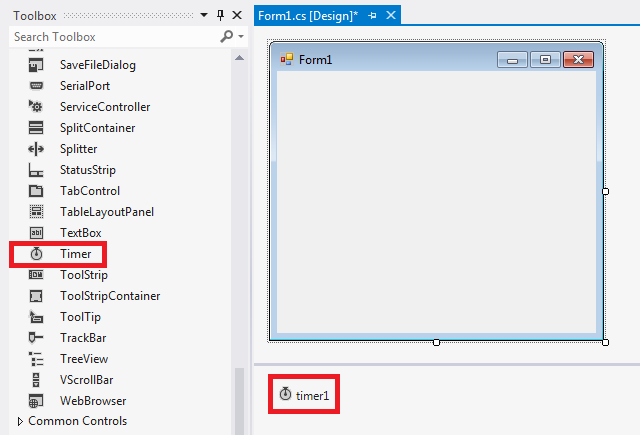 Toolbox
Search Toolbox
SaveFileDialog
SerialPort
ServiceController
SplitContainer
Splitter
StatusStrip
TabControl
TableLayoutPanel
TextBox
Timer
ToolStrip
ToolStripContainer
ToolTip
TrackBar
TreeView
VScrollBar
WebBrowser
Common Controls
Form1.cs [Design]*
Form1
timer1